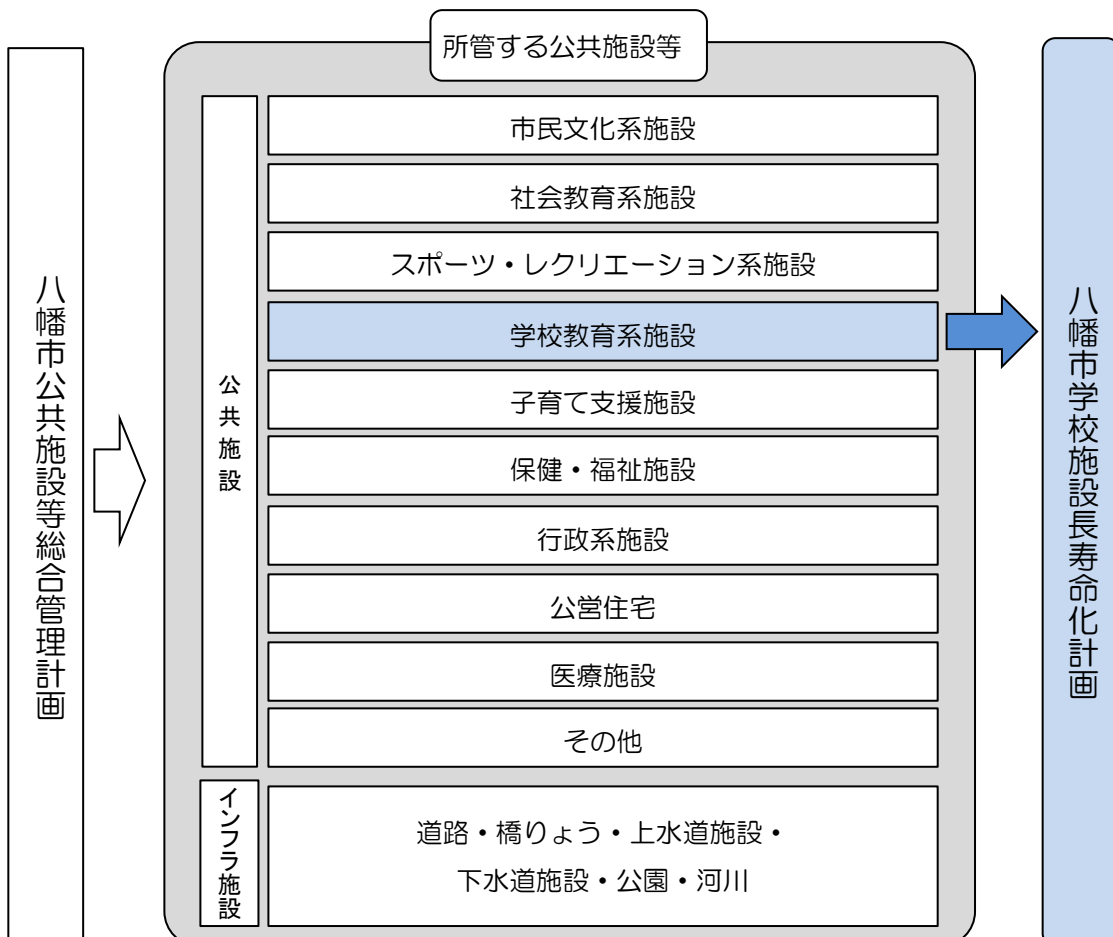 所管する公共施設等
八幡市公共施設等総合管理計画
公共施設
市民文化系施設
社会教育系施設
スポーツ・レクリエーション系施設
学校教育系施設
子育て支援施設
保健・福祉施設
行政系施設
公営住宅
医療施設
その他
インフラ施設
道路・橋りょう・上水道施設・
下水道施設・公園・河川
八幡市学校施設長寿命化計画